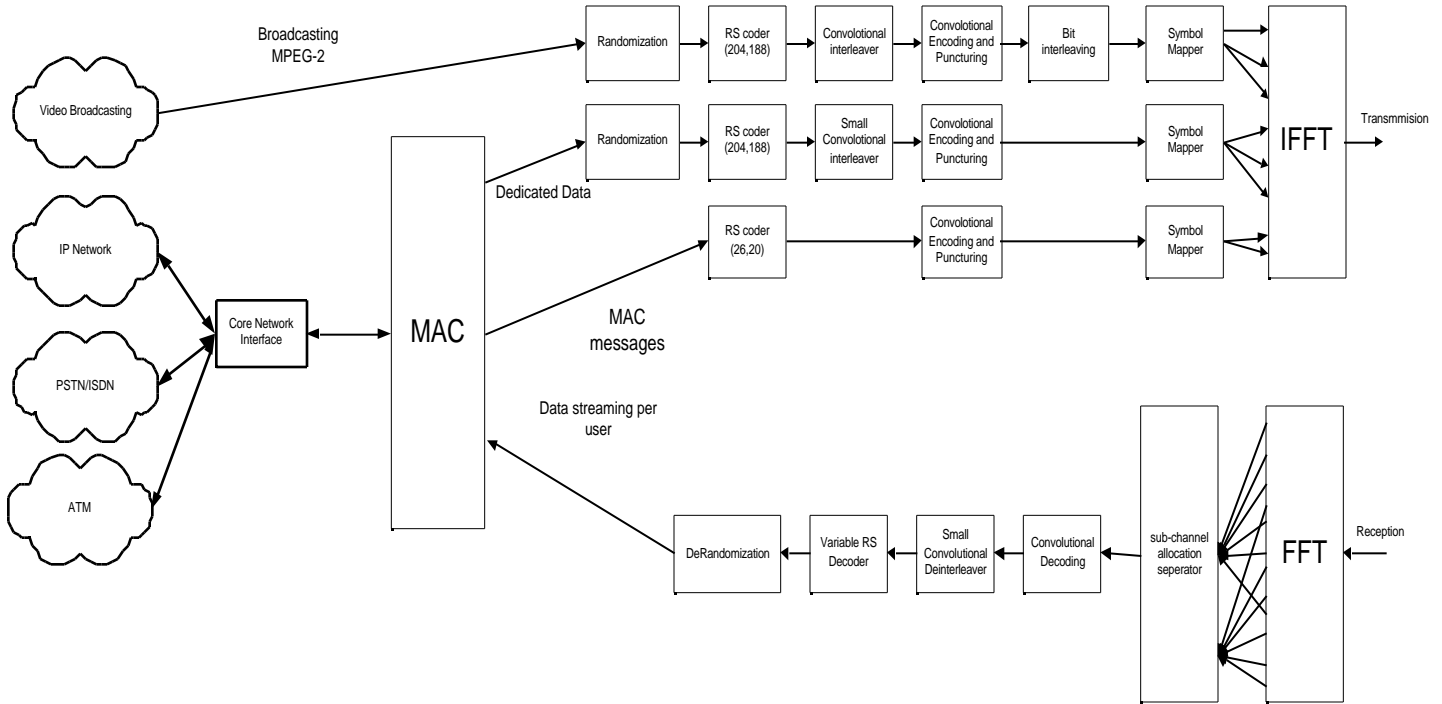 Broadcasting
MPEG-2
Video Broadcasting
Randomization
RS coder
(204,188)
Convolotional
interleaver
Convolotional
Encoding and
Puncturing
Bit
interleaving
Symbol
Mapper
Randomization
RS coder
(204,188)
Small
Convolotional
interleaver
Convolotional
Encoding and
Puncturing
Symbol
Mapper
IFFT
Transmmision
Dedicated Data
RS coder
(26,20)
Convolotional
Encoding and
Puncturing
Symbol
Mapper
IP Network
Core Network
Interface
MAC
MAC
messages
PSTN/ISDN
ATM
Data streaming per
user
DeRandomization
Variable RS
Decoder
Small
Convolutional
Deinterleaver
Convolutional
Decoding
sub-channel
allocation
seperator
FFT
Reception